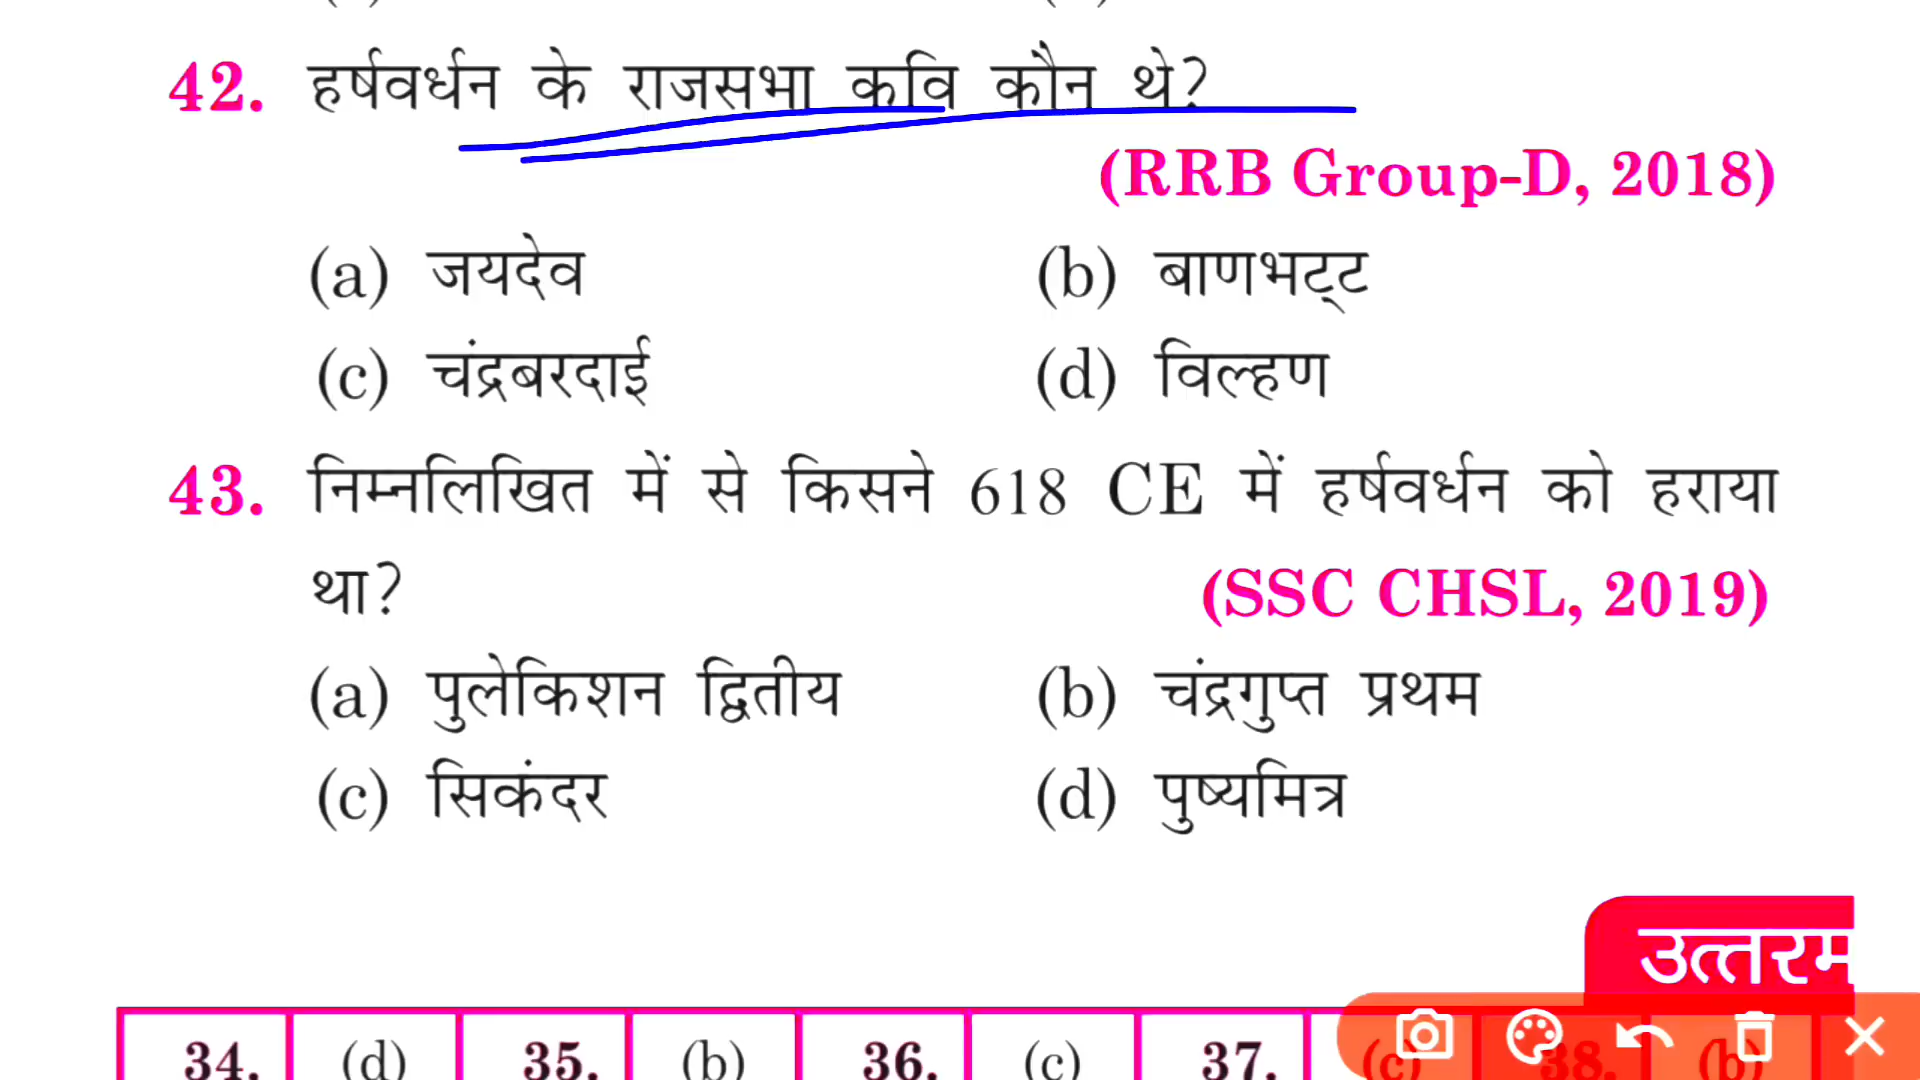 42. हर्षवर्धन के राजसभा कवि कौन थे?
(RRB Group-D, 2018)
(a) जयदेव (b) बाणभट्ट
(c) चंद्रबरदाई (d) विल्हण
43. निम्नलिखित में से किसने 618 CE में हर्षवर्धन को हराया
था? (SSC CHSL, 2019)
(a) पुलेकिशन द्वितीय (b) चंद्रगुप्त प्रथम
(c) सिकंदर (d) पुष्यमित्र
उत्तरम
34. (d) 35. (b) 36. (c) 37. (c) 38. (b)